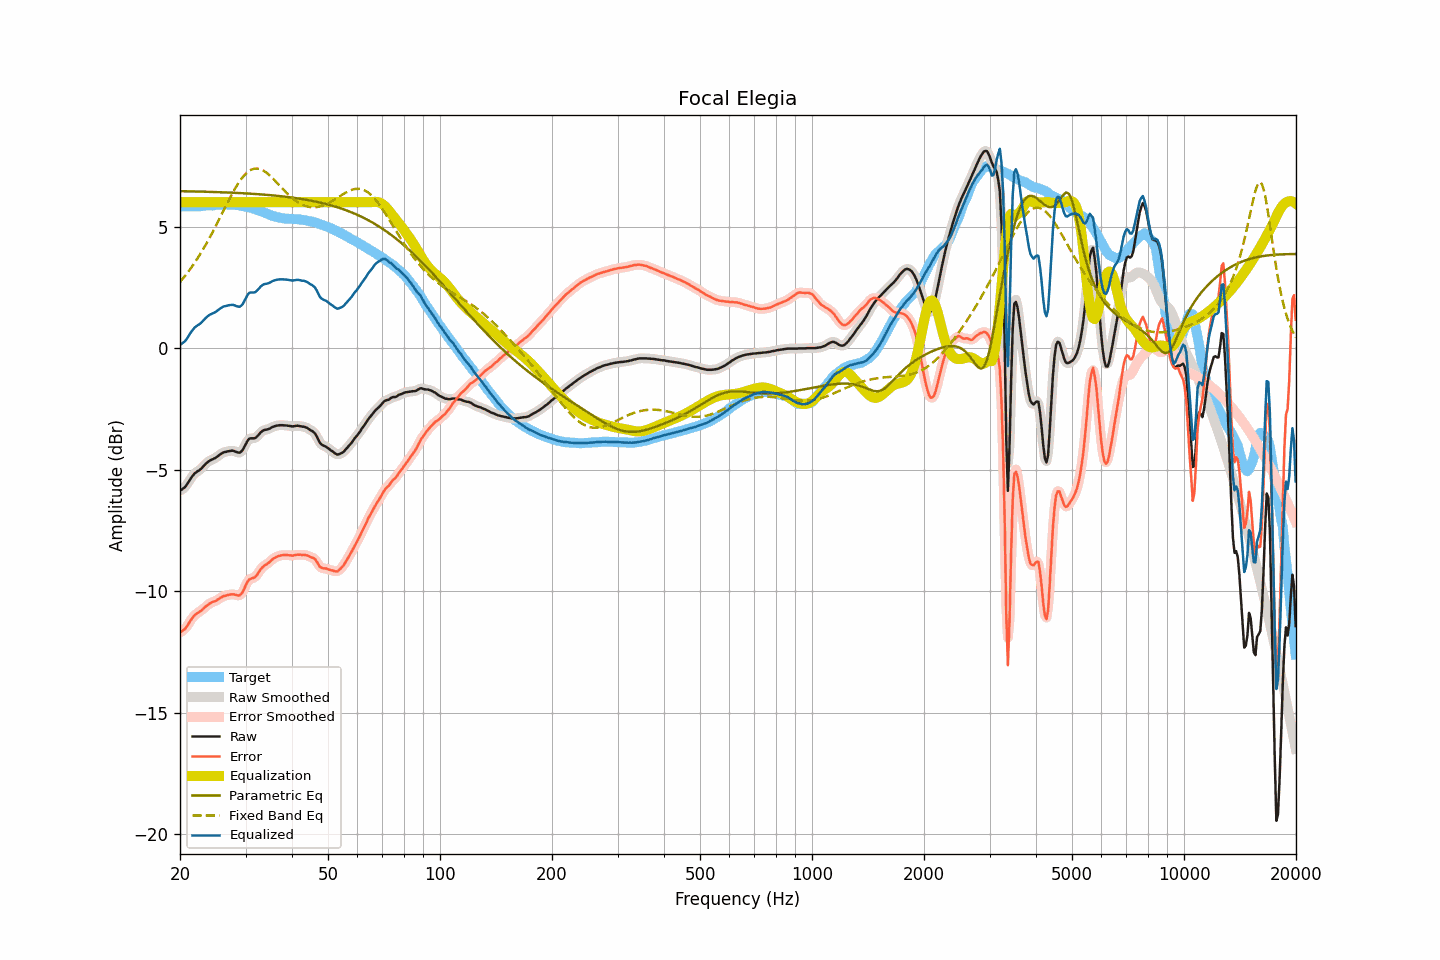 Focal Elegia
Amplitude (dBr)
5
0
−5
−10
−15
−20
Target
Raw Smoothed
Error Smoothed
Raw
Error
Equalization
Parametric Eq
Fixed Band Eq
Equalized
20 50 100 200 500 1000 2000 5000 10000 20000
Frequency (Hz)